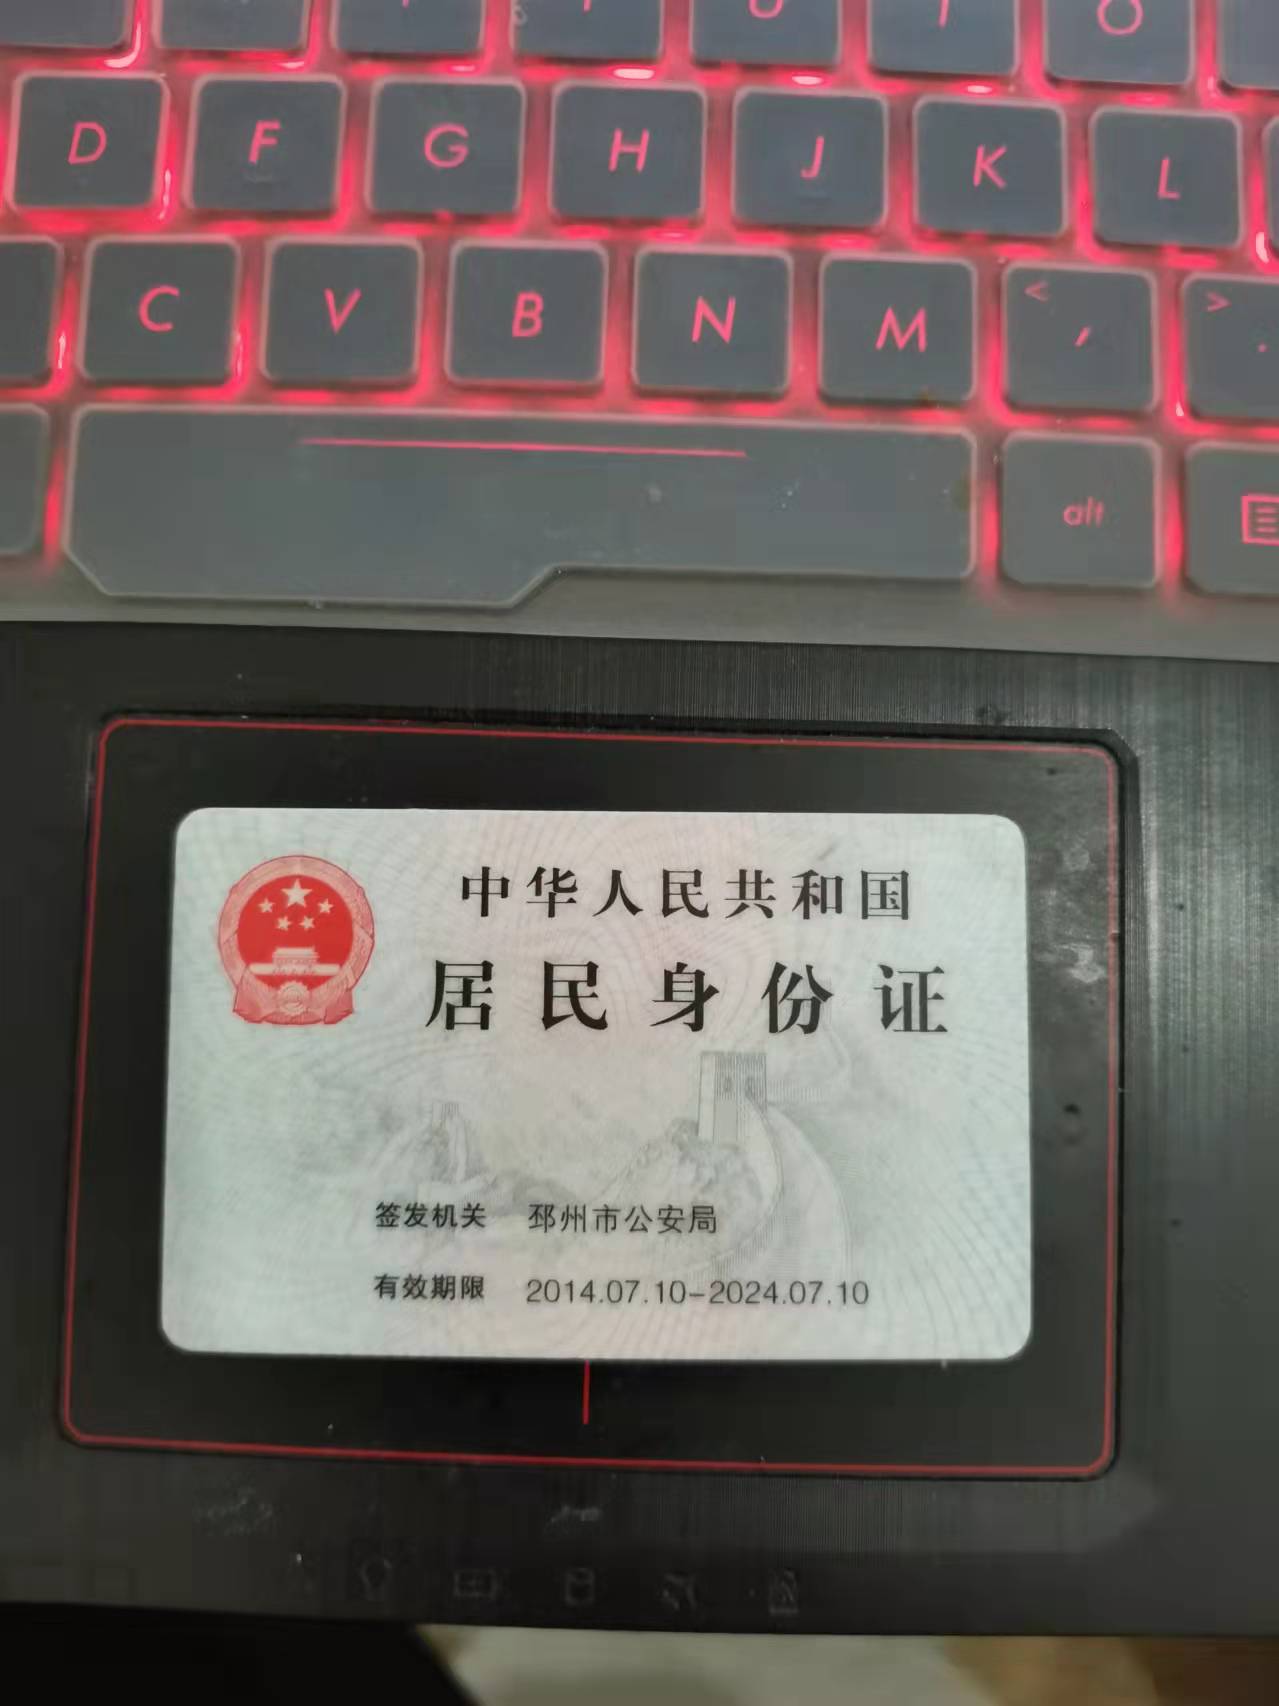 D F G H J K L
C V B N M < , > .
alt
中华人民共和国
居民身份证
签发机关 邳州市公安局
有效期限 2014.07.10-2024.07.10